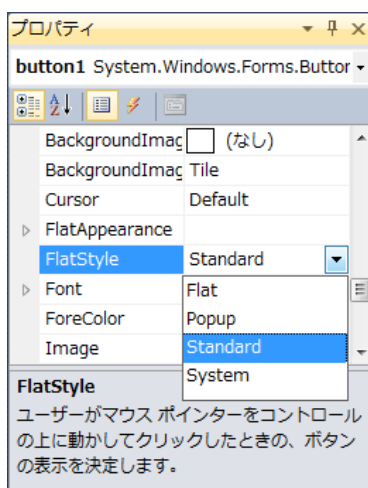 プロパティ
button1 System.Windows.Forms.Buttor
BackgroundImag (なし)
BackgroundImag Tile
Cursor Default
FlatAppearance
FlatStyle Standard
Font Flat
ForeColor Popup
Image Standard
System
FlatStyle
ユーザーがマウス ポインターをコントロール
の上に動かしてクリックしたときの、ボタン
の表示を決定します。